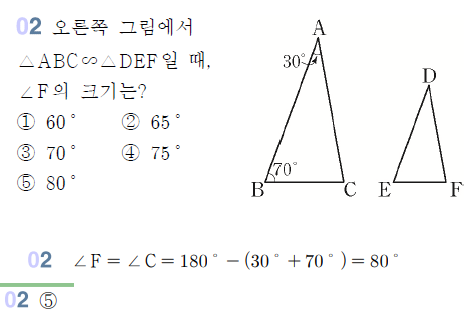 02 오른쪽 그림에서
△ABC∽△DEF일 때,
∠F의 크기는?
① 60° ② 65°
③ 70° ④ 75°
⑤ 80°
A
30°
70°
B C
D
E F
02 ∠F=∠C=180°-(30°+70°)=80°
02 ⑤